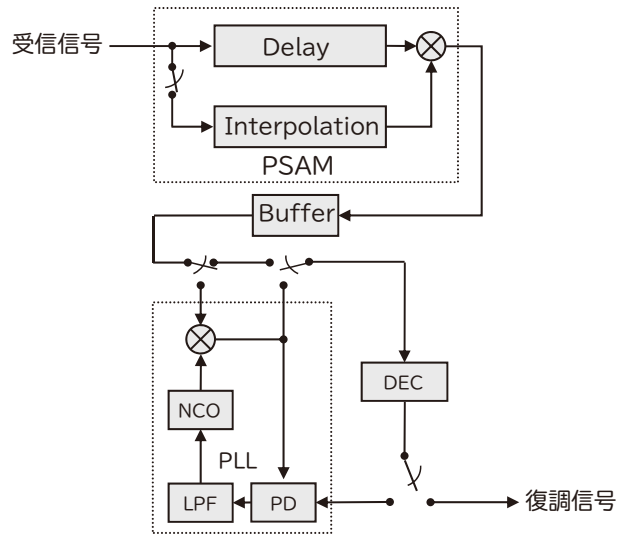 受信信号
Delay
Interpolation
PSAM
Buffer
DEC
NCO
PLL
LPF
PD
復調信号